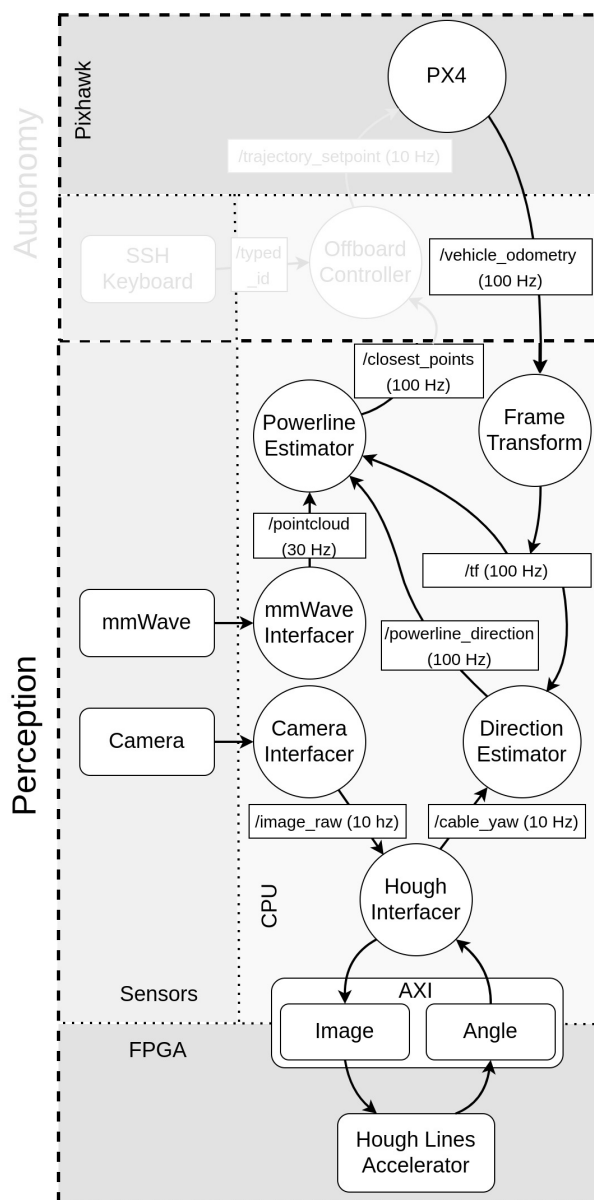 PX4
Pixhawk
Autonomy
/trajectory_setpoint (10 Hz)
SSH
Keyboard
/typed
_id
Offboard
Controller
/vehicle_odometry
(100 Hz)
/closest_points
(100 Hz)
Powerline
Estimator
Frame
Transform
/pointcloud
(30 Hz)
/tf (100 Hz)
mmWave
mmWave
Interfacer
/powerline_direction
(100 Hz)
Perception
Camera
Camera
Interfacer
Direction
Estimator
/image_raw (10 hz)
/cable_yaw (10 Hz)
Hough
Interfacer
CPU
Sensors
AXI
Image
Angle
FPGA
Hough Lines
Accelerator